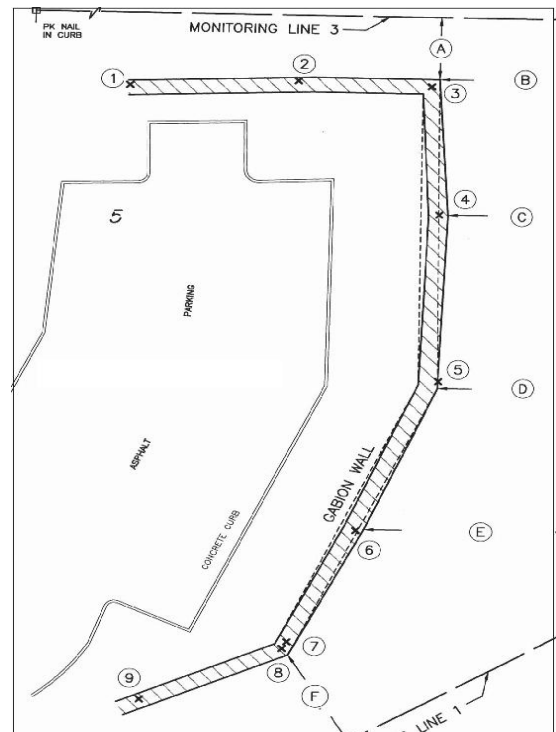 PK NAIL
IN CURB
MONITORING LINE 3
A
B
1
2
3
4
C
5
PARKING
5
D
ASPHALT
CONCRETE CURB
GABION WALL
6
E
7
8
9
F
LINE 1